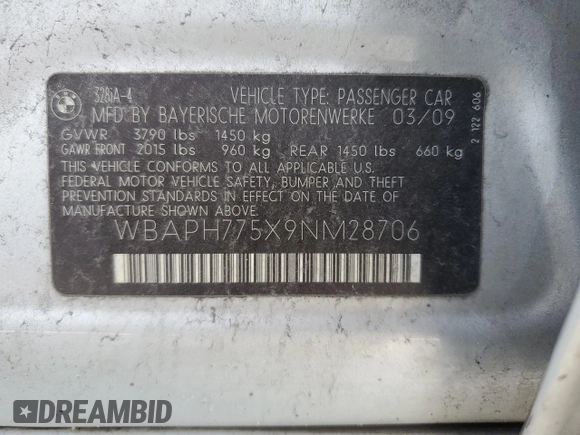 BMW
328iA-4 VEHICLE TYPE: PASSENGER CAR
MFD BY BAYERISCHE MOTORENWERKE 03/09
GVWR 3790 lbs 1450 kg
GAWR FRONT 2015 lbs 960 kg REAR 1450 lbs 660 kg
THIS VEHICLE CONFORMS TO ALL APPLICABLE U.S.
FEDERAL MOTOR VEHICLE SAFETY, BUMPER AND THEFT
PREVENTION STANDARDS IN EFFECT ON THE DATE OF
MANUFACTURE SHOWN ABOVE.
WBAPH775X9NM28706
2 122 606
DREAMBID